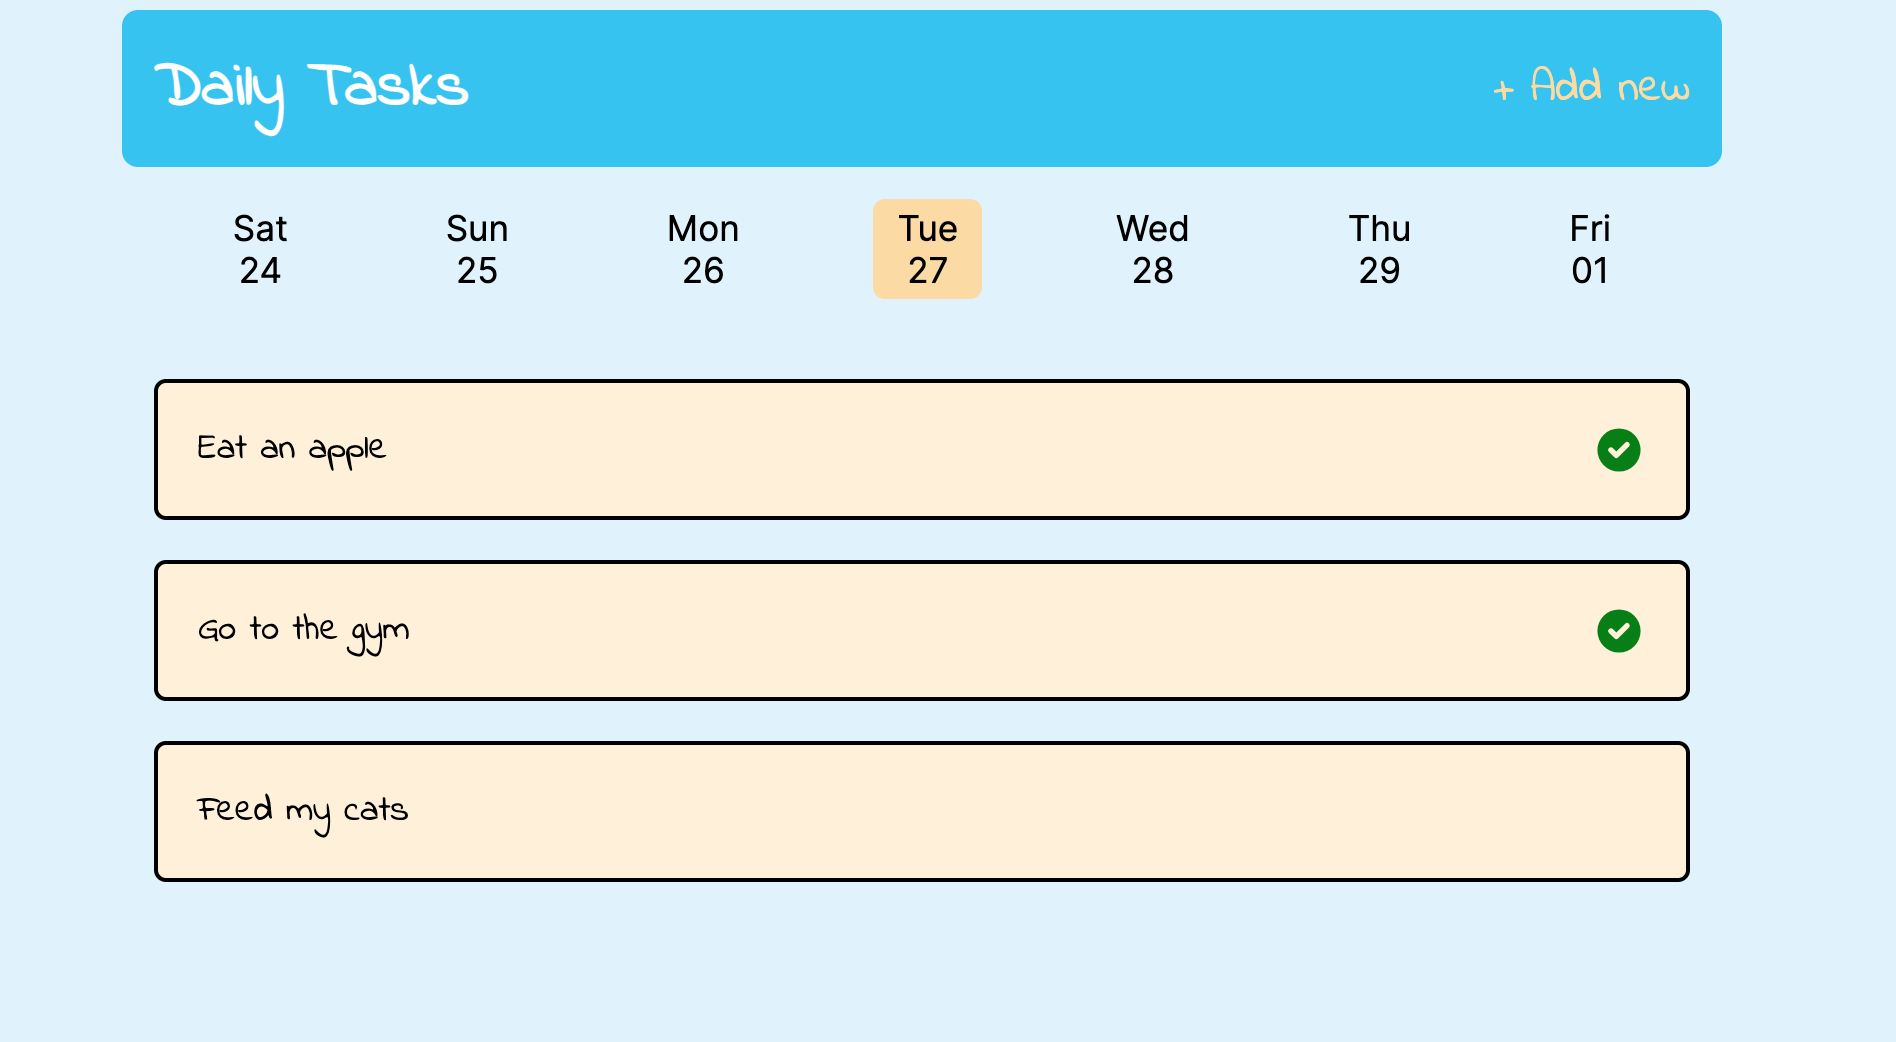 Daily Tasks
+ Add new
Sat Sun Mon Tue Wed Thu Fri
24 25 26 27 28 29 01
Eat an apple
Go to the gym
Feed my cats